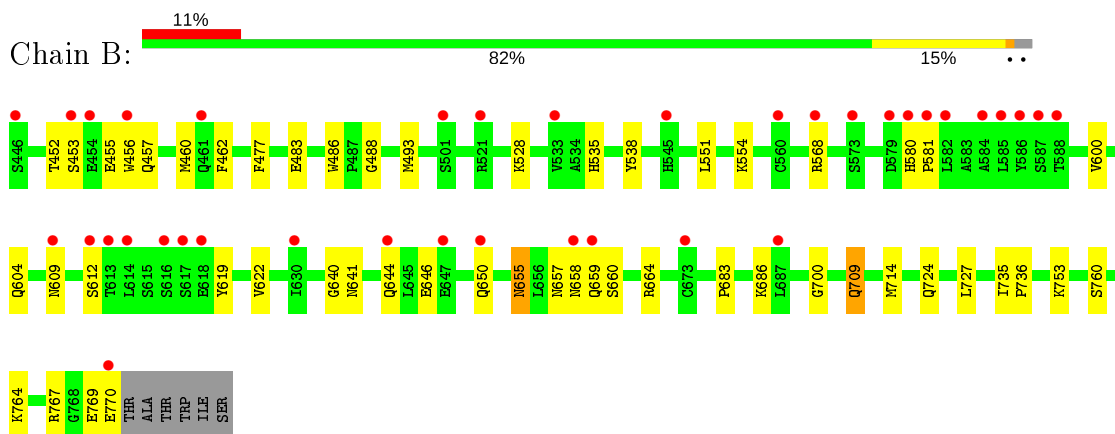 11%
Chain B:
82%
15%
S446 T452 S453 E454 E455 W456 Q457 M460 Q461 F462 F477 E483 W486 P487 G488 M493 S501 R521 K528 V533 A534 H535 Y538 H545 L551 K554 C560 R568 S573 D579 H580 P581 L582 A583 A584 L585 Y586 S587 T588 V600
Q604 N609 S612 T613 L614 S615 S616 S617 E618 Y619 V622 I630 G640 N641 Q644 L645 E646 E647 Q650 N655 L656 N657 N658 Q659 S660 R664 C673 P683 K686 L687 G700 Q709 M714 Q724 L727 I735 P736 K753 S760
K764 R767 G768 E769 E770 THR ALA THR TRP ILE SER